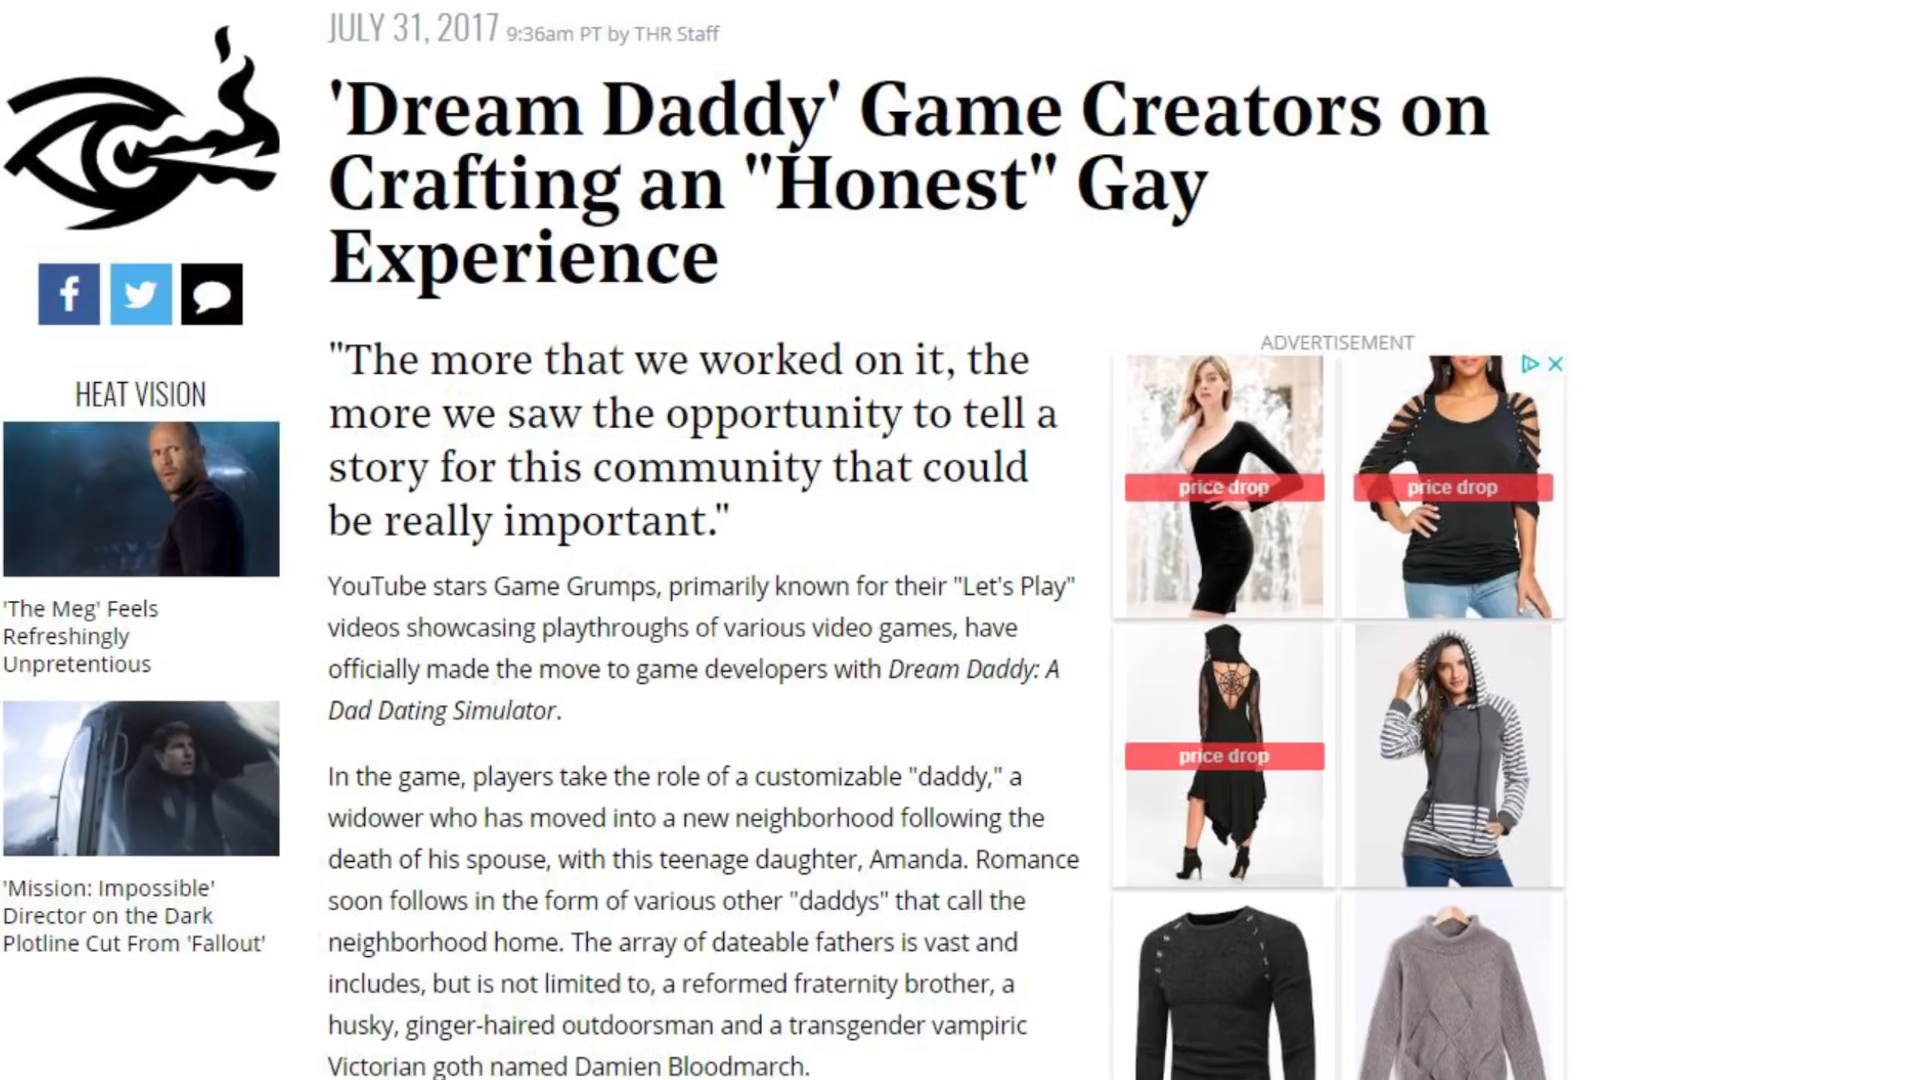 JULY 31, 2017 9:36am PT by THR Staff
'Dream Daddy' Game Creators on
Crafting an "Honest" Gay
Experience
HEAT VISION
'The Meg' Feels
Refreshingly
Unpretentious
'Mission: Impossible'
Director on the Dark
Plotline Cut From 'Fallout'
"The more that we worked on it, the
more we saw the opportunity to tell a
story for this community that could
be really important."
YouTube stars Game Grumps, primarily known for their "Let's Play"
videos showcasing playthroughs of various video games, have
officially made the move to game developers with Dream Daddy: A
Dad Dating Simulator.
In the game, players take the role of a customizable "daddy," a
widower who has moved into a new neighborhood following the
death of his spouse, with this teenage daughter, Amanda. Romance
soon follows in the form of various other "daddys" that call the
neighborhood home. The array of dateable fathers is vast and
includes, but is not limited to, a reformed fraternity brother, a
husky, ginger-haired outdoorsman and a transgender vampiric
Victorian goth named Damien Bloodmarch.
ADVERTISEMENT
price drop
price drop
price drop